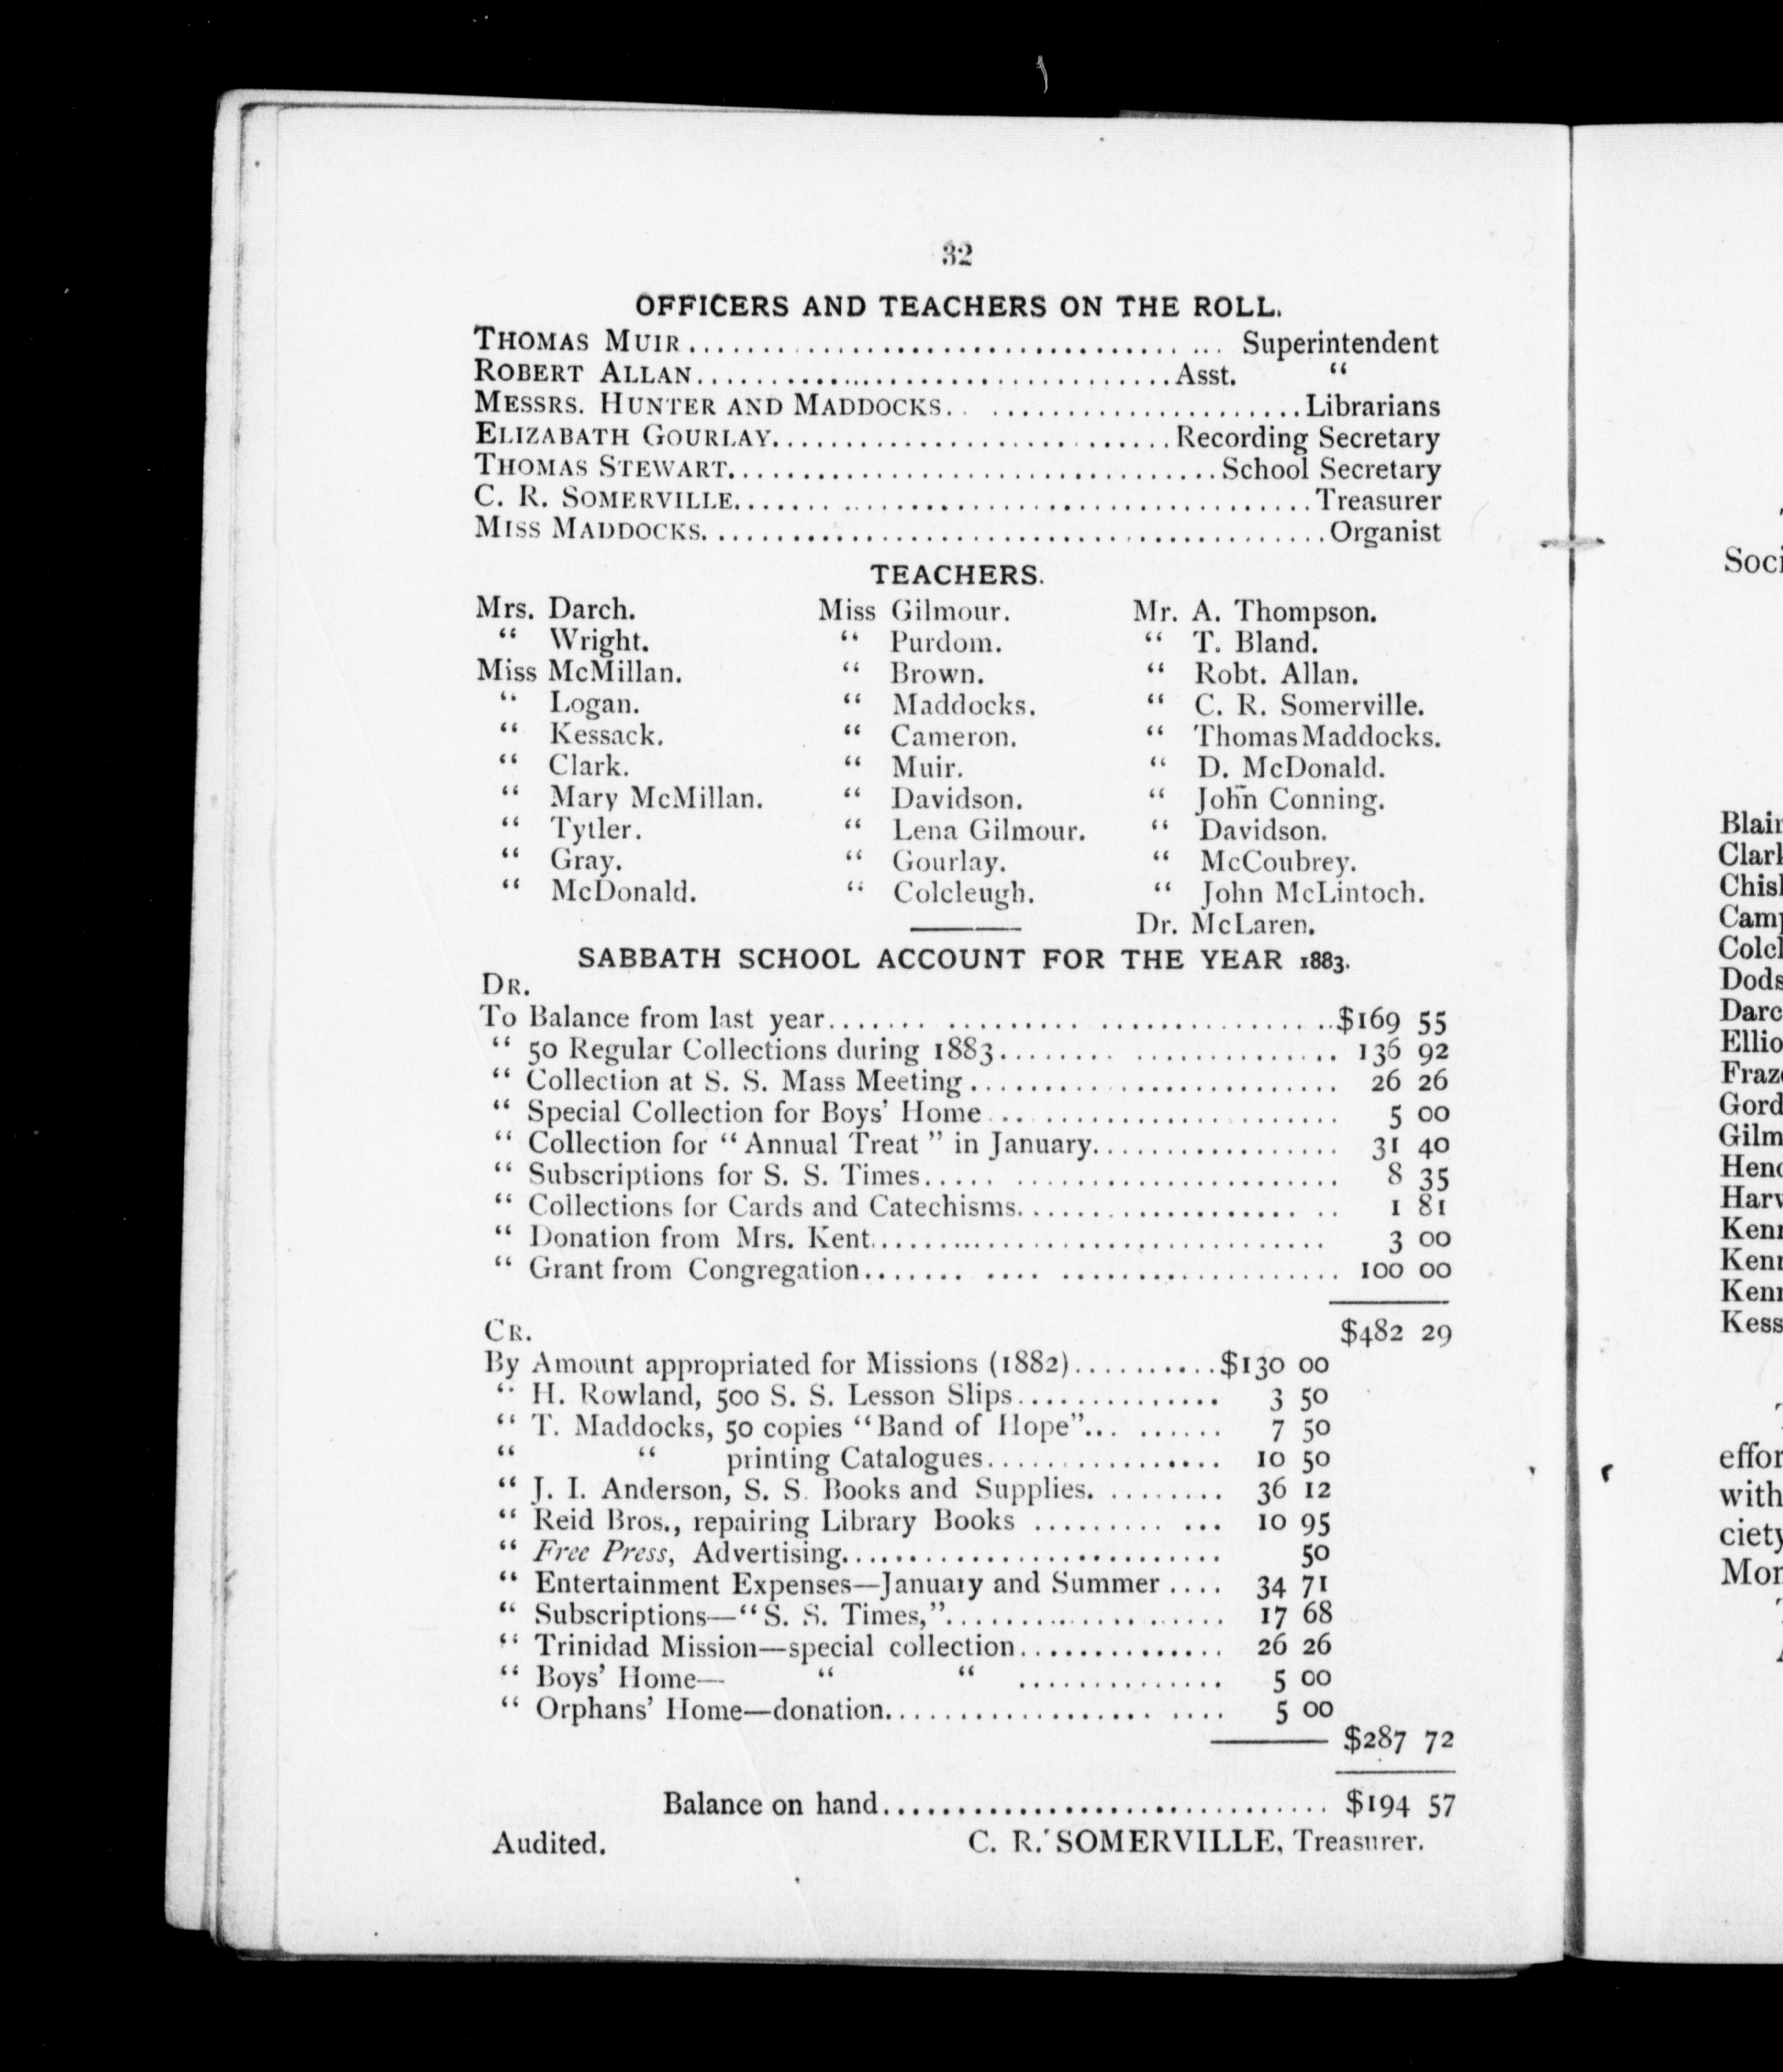 32
OFFICERS AND TEACHERS ON THE ROLL.
THOMAS MUIR........................................ Superintendent
ROBERT ALLAN....................................Asst. “
MESSRS. HUNTER AND MADDOCKS. . .....................Librarians
ELIZABATH GOURLAY............................Recording Secretary
THOMAS STEWART..................................School Secretary
C. R. SOMERVILLE........................................Treasurer
MISS MADDOCKS...........................................Organist
TEACHERS.
Mrs. Darch. Miss Gilmour. Mr. A. Thompson.
“ Wright. “ Purdom. “ T. Bland.
Miss McMillan. “ Brown. “ Robt. Allan.
“ Logan. “ Maddocks. “ C. R. Somerville.
“ Kessack. “ Cameron. “ Thomas Maddocks.
“ Clark. “ Muir. “ D. McDonald.
“ Mary McMillan. “ Davidson. “ John Conning.
“ Tytler. “ Lena Gilmour. “ Davidson.
“ Gray. “ Gourlay. “ McCoubrey.
“ McDonald. “ Colcleugh. “ John McLintoch.
Dr. McLaren.
SABBATH SCHOOL ACCOUNT FOR THE YEAR 1883.
DR.
To Balance from last year..................................$169 55
“ 50 Regular Collections during 1883...................... 136 92
“ Collection at S. S. Mass Meeting......................... 26 26
“ Special Collection for Boys’ Home........................ 5 00
“ Collection for “Annual Treat” in January................. 31 40
“ Subscriptions for S. S. Times............................ 8 35
“ Collections for Cards and Catechisms..................... 1 81
“ Donation from Mrs. Kent.................................. 3 00
“ Grant from Congregation.................................. 100 00
CR. $482 29
By Amount appropriated for Missions (1882)..........$130 00
“ H. Rowland, 500 S. S. Lesson Slips............... 3 50
“ T. Maddocks, 50 copies “Band of Hope”... ...... 7 50
“ “ printing Catalogues................ 10 50
“ J. I. Anderson, S. S. Books and Supplies. ........ 36 12
“ Reid Bros., repairing Library Books ......... ... 10 95
“ Free Press, Advertising.......................... 50
“ Entertainment Expenses—January and Summer .... 34 71
“ Subscriptions—“S. S. Times,”................... 17 68
“ Trinidad Mission—special collection.............. 26 26
“ Boys’ Home— “ “ .............. 5 00
“ Orphans’ Home—donation.................. .... 5 00
$287 72
Balance on hand.............................. $194 57
Audited. C. R. SOMERVILLE, Treasurer.
Soci
Blair
Clark
Chisl
Camp
Colcl
Dods
Darc
Ellio
Fraz
Gord
Gilm
Hend
Harv
Kenn
Kenn
Kenn
Kess
effor
with
ciety
Mon